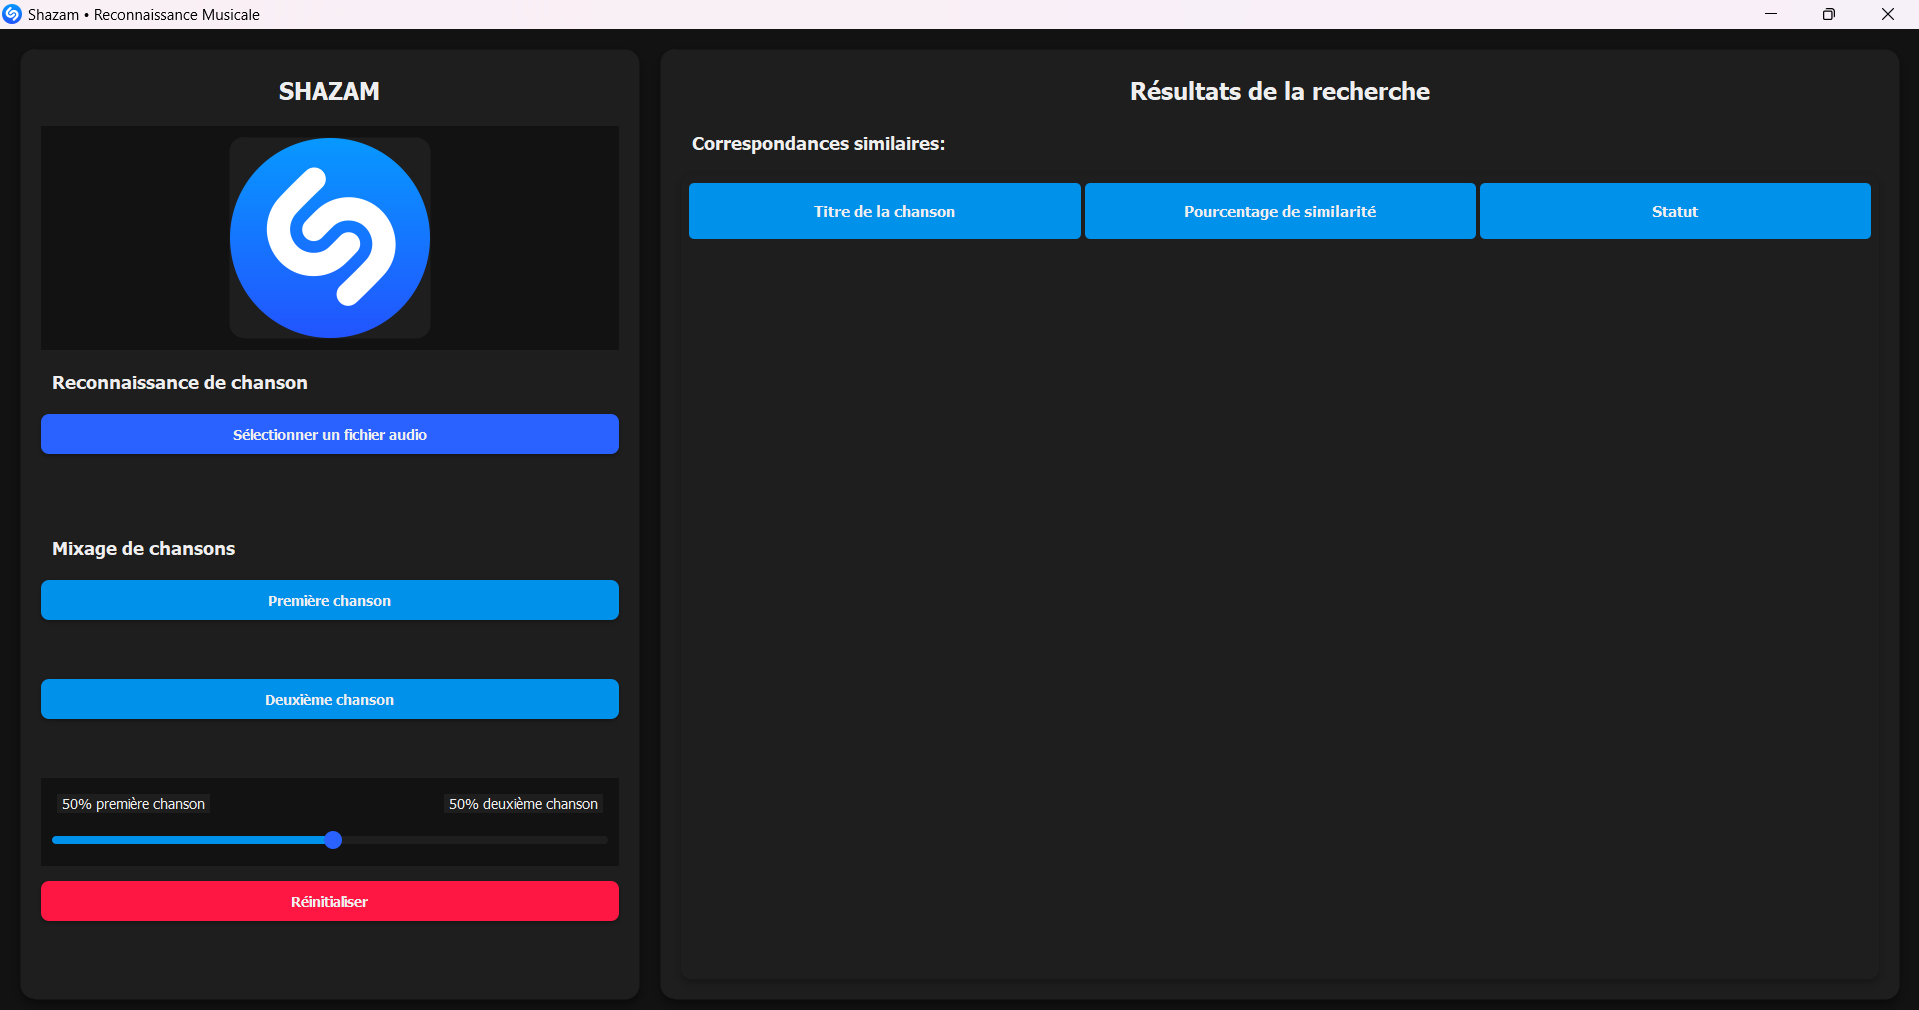 Shazam • Reconnaissance Musicale
SHAZAM
Reconnaissance de chanson
Sélectionner un fichier audio
Mixage de chansons
Première chanson
Deuxième chanson
50% première chanson
50% deuxième chanson
Réinitialiser
Résultats de la recherche
Correspondances similaires:
Titre de la chanson
Pourcentage de similarité
Statut